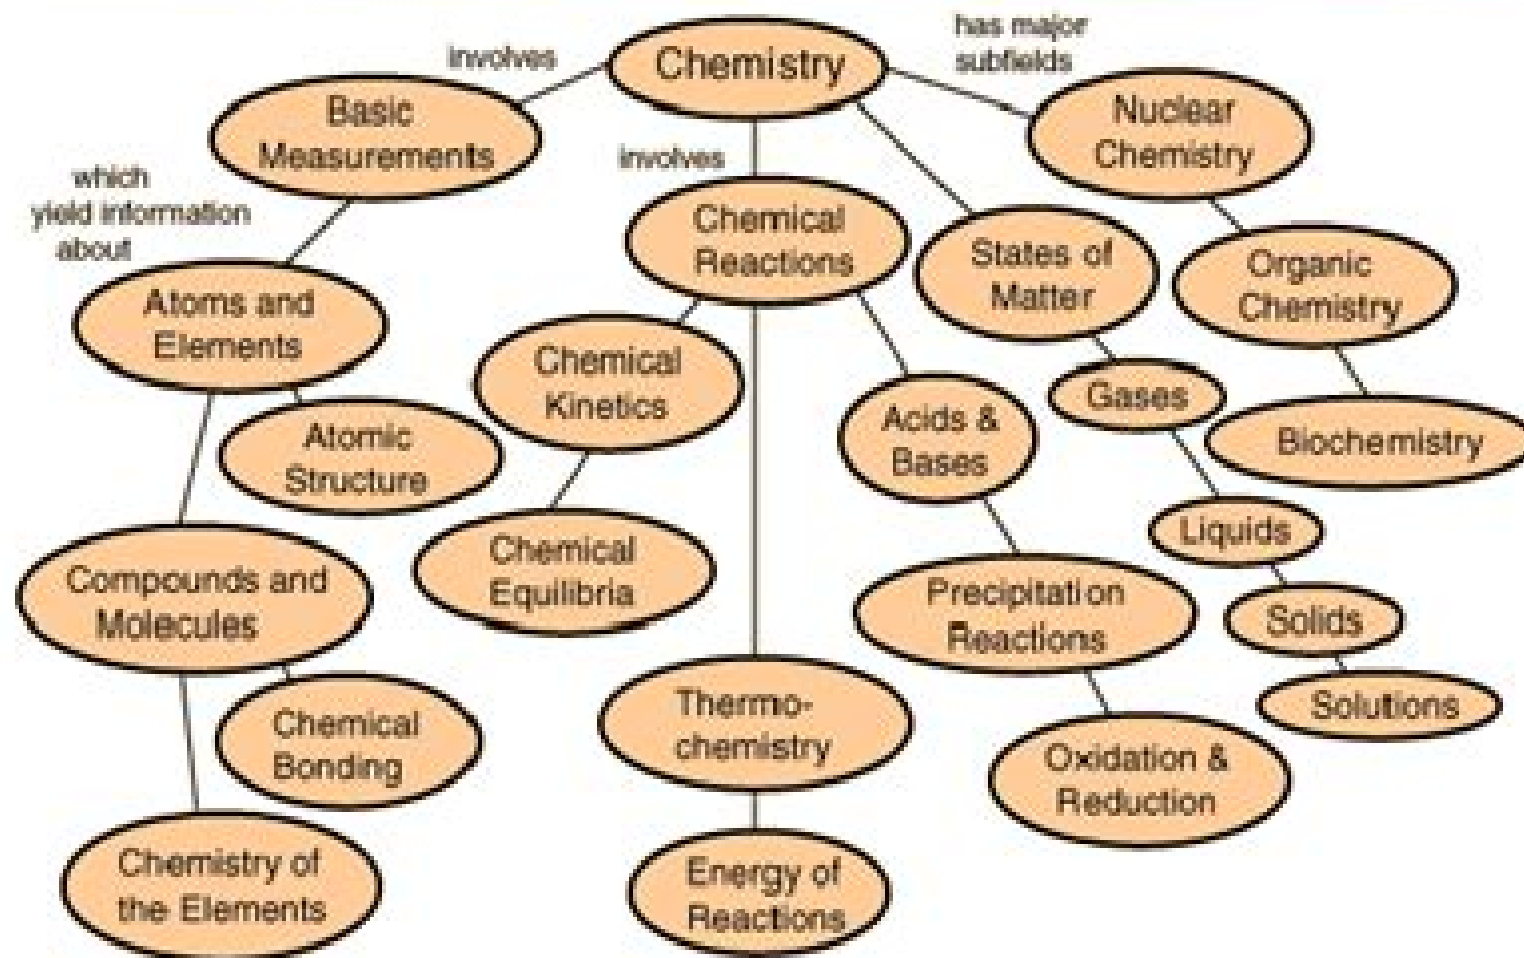 involves
Chemistry
has major
subfields
Basic
Measurements
Nuclear
Chemistry
which
yield information
about
involves
Chemical
Reactions
States of
Matter
Organic
Chemistry
Atoms and
Elements
Chemical
Kinetics
Gases
Acids &
Bases
Biochemistry
Atomic
Structure
Chemical
Equilibria
Liquids
Compounds and
Molecules
Precipitation
Reactions
Solids
Solutions
Chemical
Bonding
Thermo-
chemistry
Oxidation &
Reduction
Chemistry of
the Elements
Energy of
Reactions